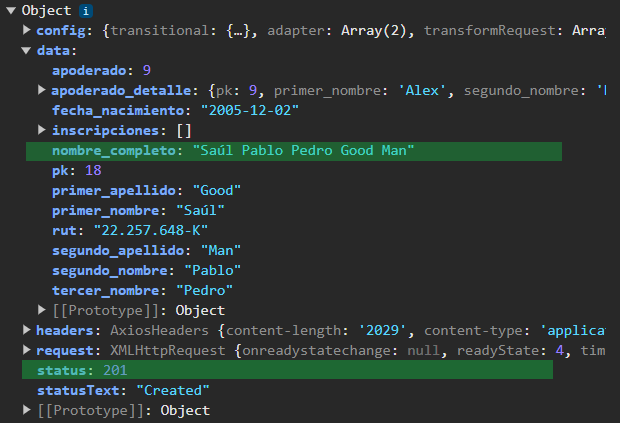 Object i
config: {transitional: {…}, adapter: Array(2), transformRequest: Array
data:
apoderado: 9
apoderado_detalle: {pk: 9, primer_nombre: 'Alex', segundo_nombre: '
fecha_nacimiento: "2005-12-02"
inscripciones: []
nombre_completo: "Saúl Pablo Pedro Good Man"
pk: 18
primer_apellido: "Good"
primer_nombre: "Saúl"
rut: "22.257.648-K"
segundo_apellido: "Man"
segundo_nombre: "Pablo"
tercer_nombre: "Pedro"
[[Prototype]]: Object
headers: AxiosHeaders {content-length: '2029', content-type: 'applicat
request: XMLHttpRequest {onreadystatechange: null, readyState: 4, tim
status: 201
statusText: "Created"
[[Prototype]]: Object